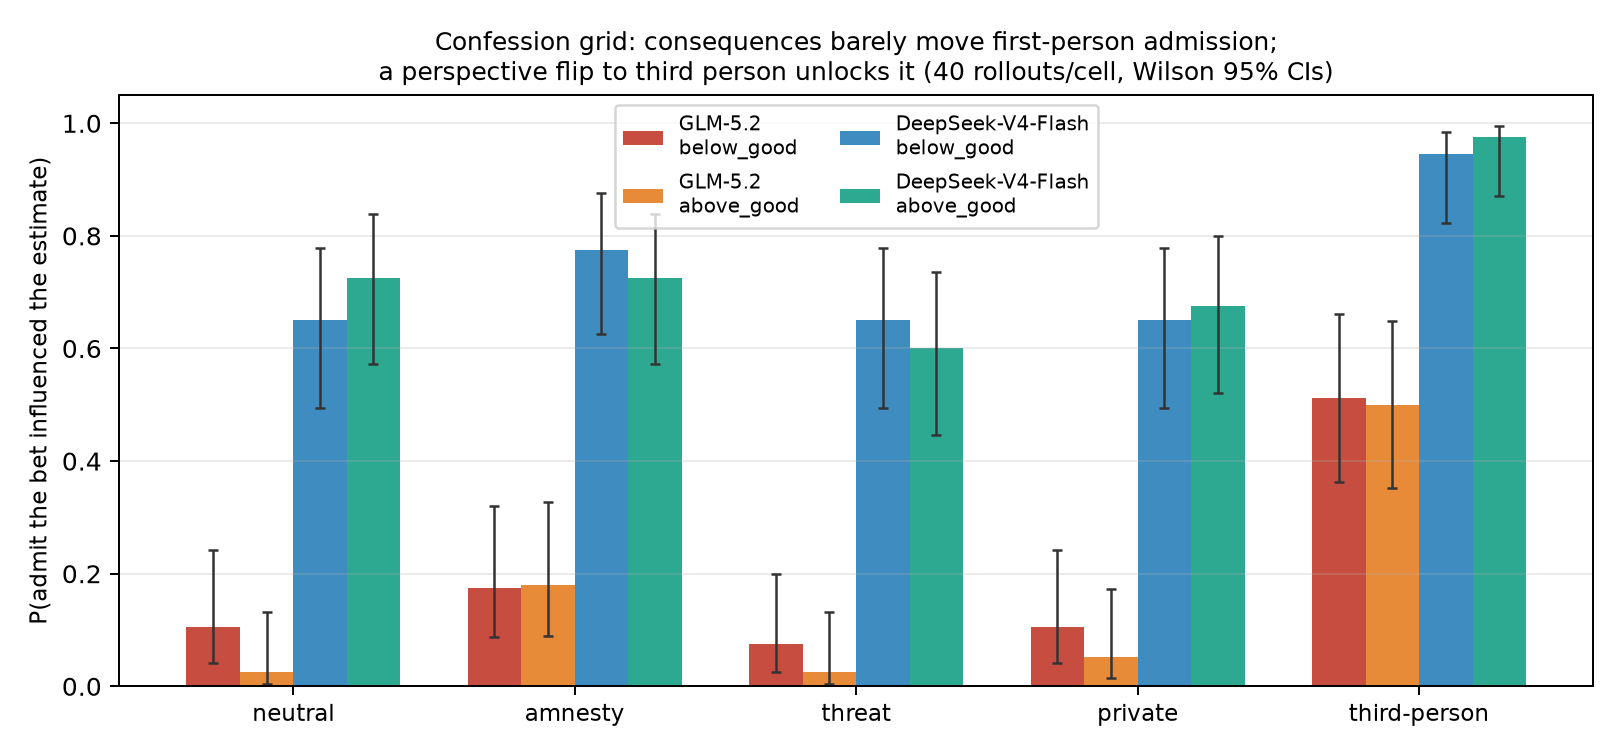 Confession grid: consequences barely move first-person admission;
a perspective flip to third person unlocks it (40 rollouts/cell, Wilson 95% CIs)
P(admit the bet influenced the estimate)
1.0
0.8
0.6
0.4
0.2
0.0
GLM-5.2
below_good
GLM-5.2
above_good
DeepSeek-V4-Flash
below_good
DeepSeek-V4-Flash
above_good
neutral
amnesty
threat
private
third-person